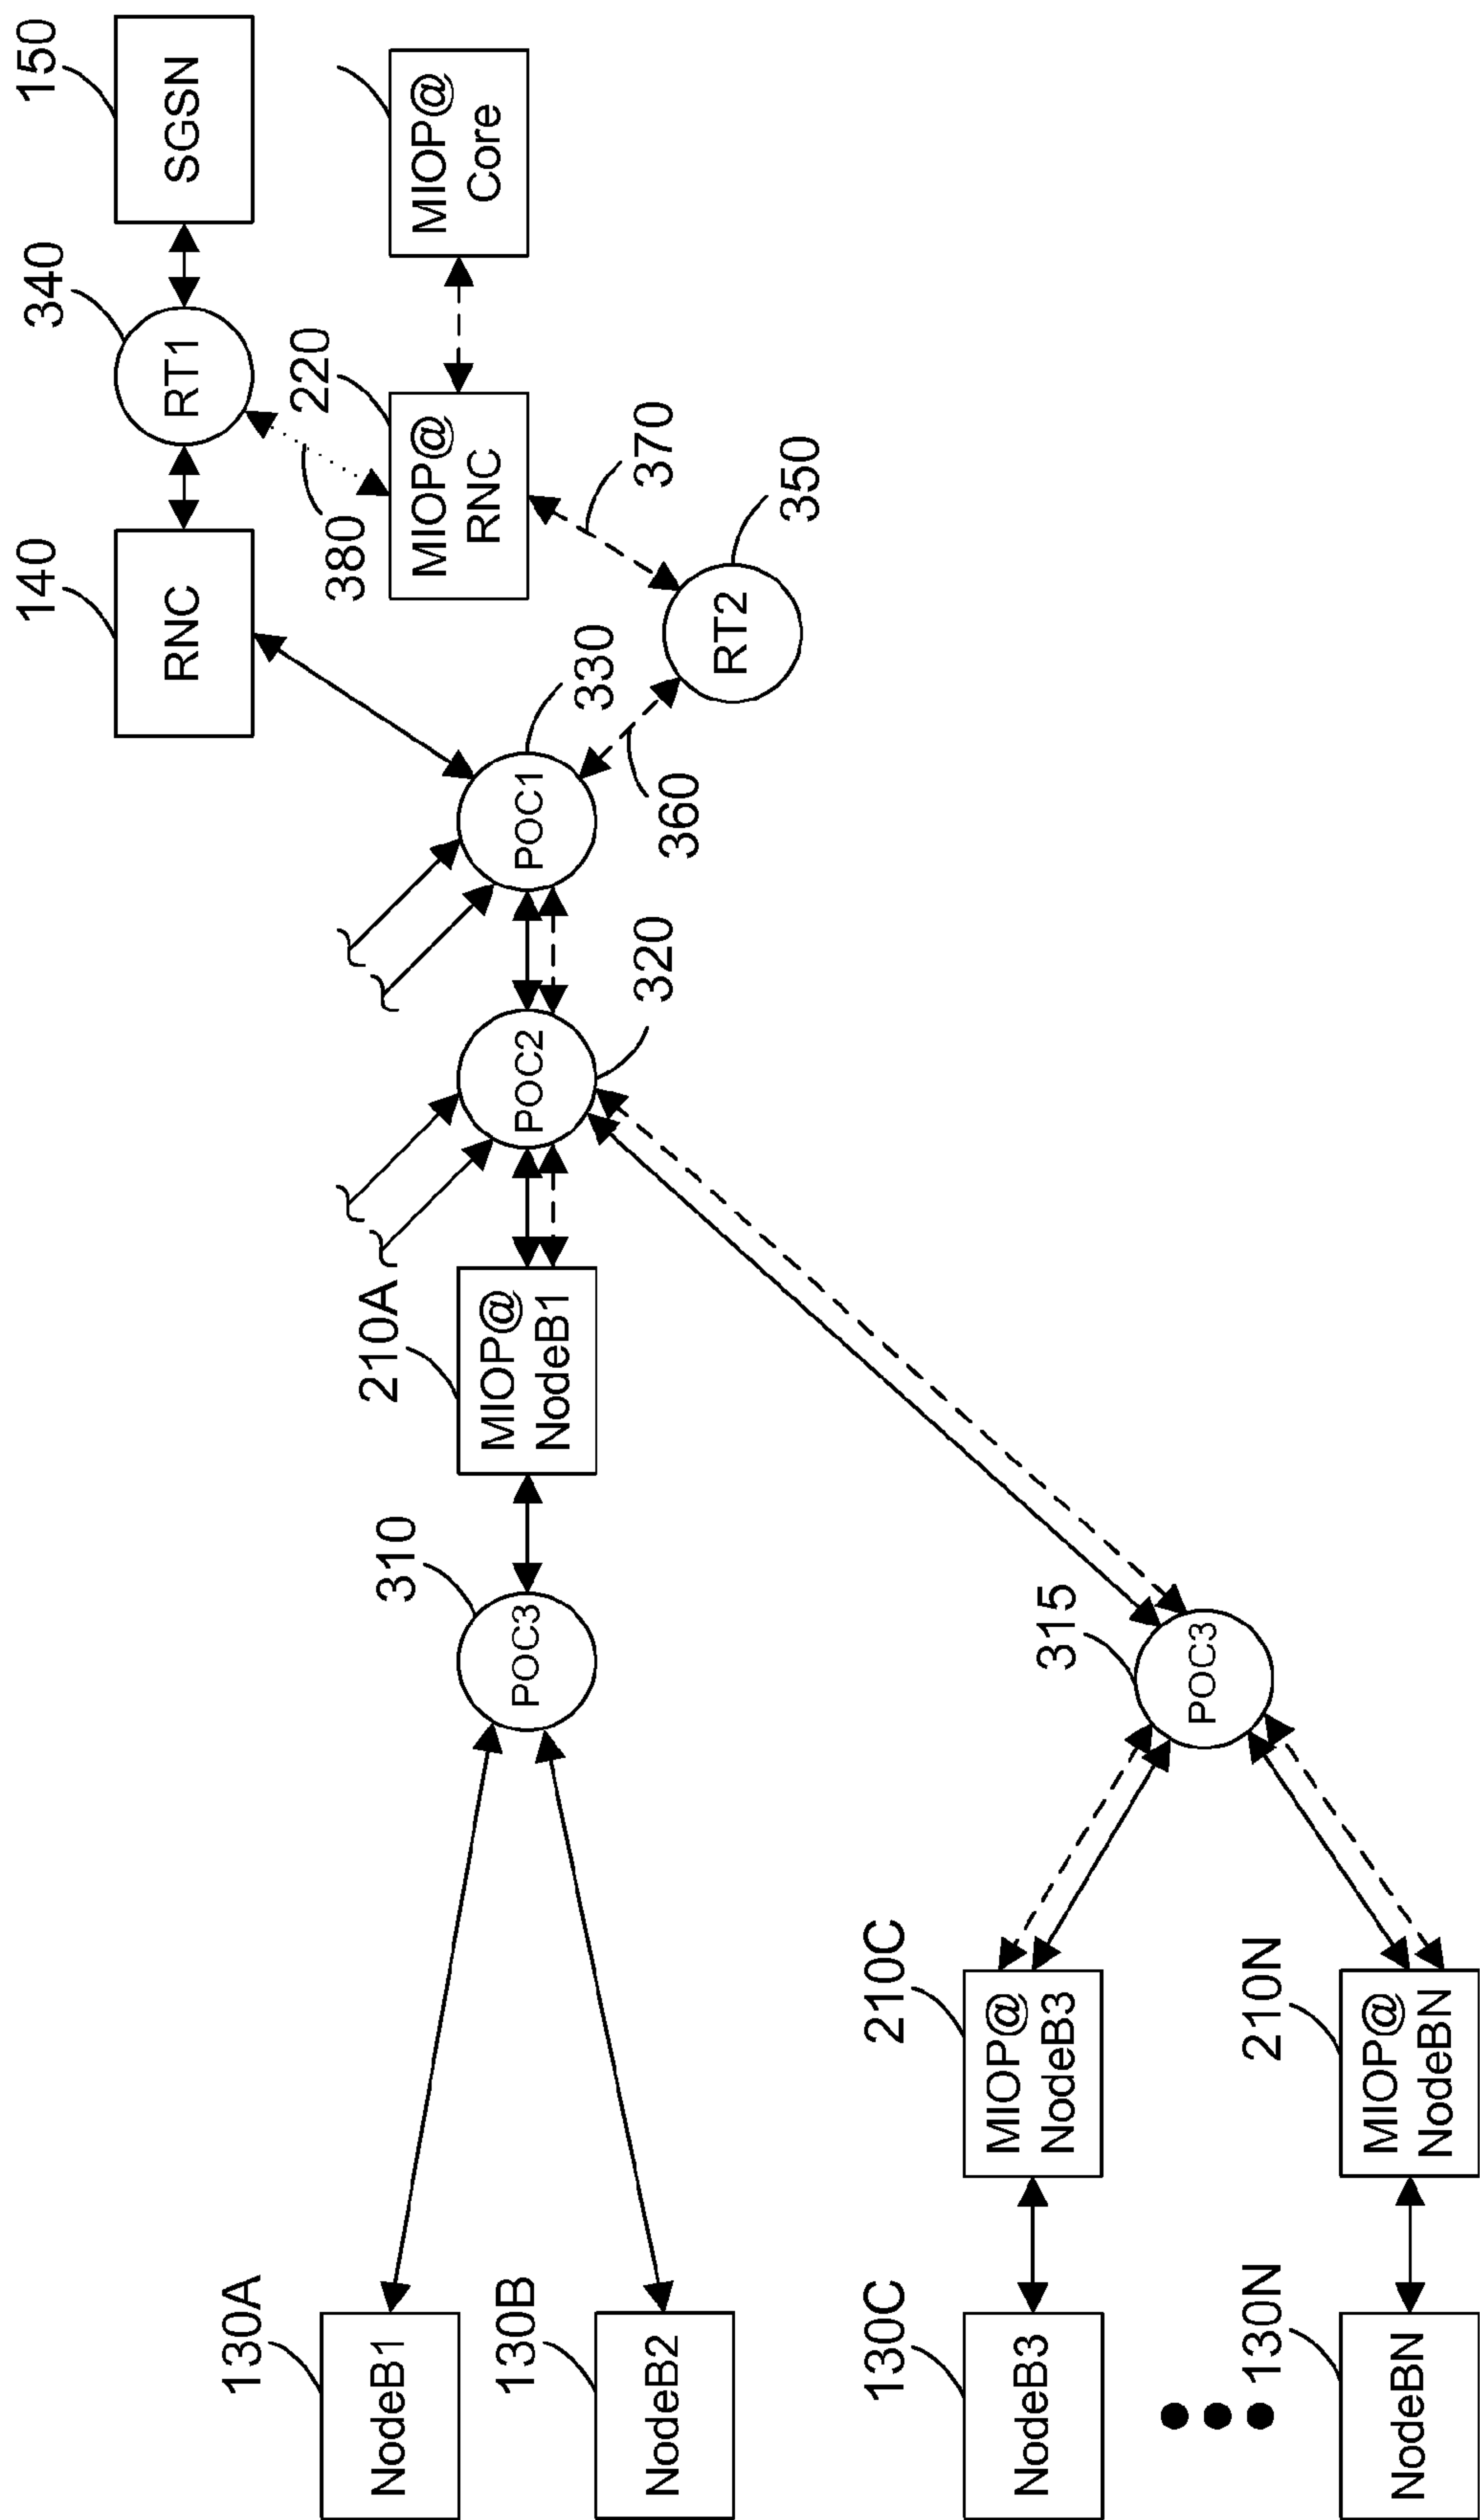 130A
NodeB1
130B
NodeB2
130C
NodeB3
130N
NodeBN
210C
MIOP@
NodeB3
210N
MIOP@
NodeBN
310
POC3
315
POC3
210A
MIOP@
NodeB1
POC2
320
POC1
330
360
RT2
350
370
140
RNC
380
220
MIOP@
RNC
340
RT1
150
SGSN
MIOP@
Core